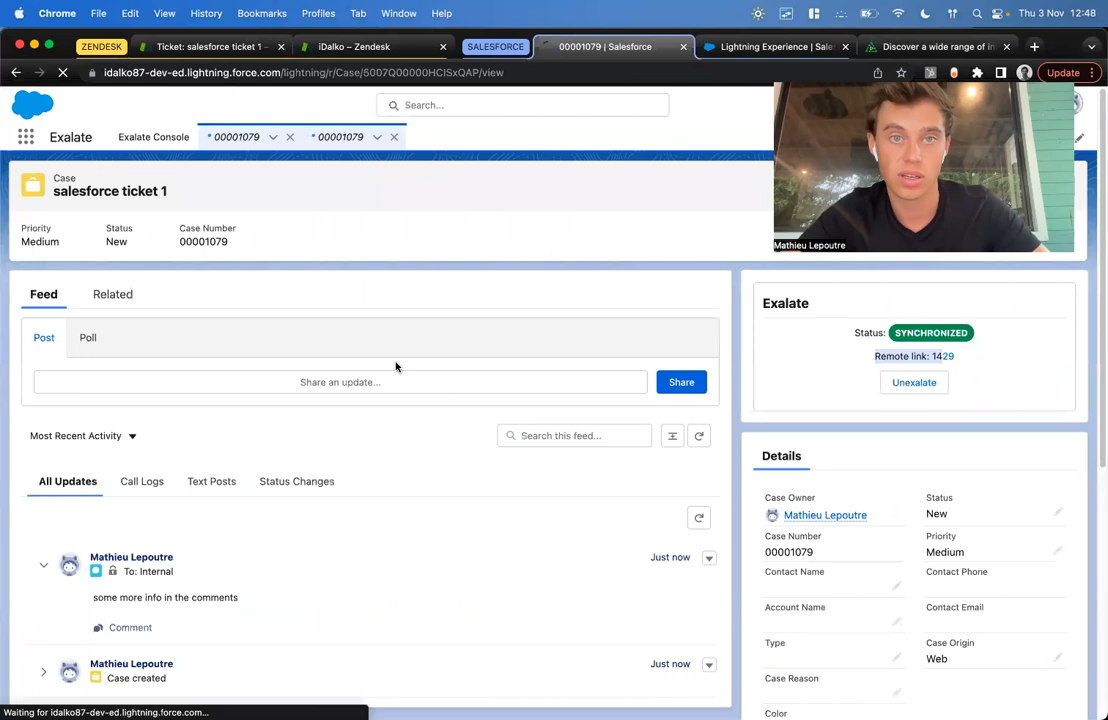 Chrome File Edit View History Bookmarks Profiles Tab Window Help Thu 3 Nov 12:48
ZENDESK Ticket: salesforce ticket 1 – iDalko – Zendesk SALESFORCE 00001079 | Salesforce Lightning Experience | Sale Discover a wide range of in
idalko87-dev-ed.lightning.force.com/lightning/r/Case/5007Q00000HCISxQAP/view Update
Search...
Exalate Exalate Console * 00001079 * 00001079
Case
salesforce ticket 1
Priority Status Case Number
Medium New 00001079
Mathieu Lepoutre
Feed Related
Post Poll
Share an update... Share
Most Recent Activity Search this feed...
All Updates Call Logs Text Posts Status Changes
Mathieu Lepoutre Just now
To: Internal
some more info in the comments
Comment
Mathieu Lepoutre Just now
Case created
Exalate
Status: SYNCHRONIZED
Remote link: 1429
Unexalate
Details
Case Owner Status
Mathieu Lepoutre New
Case Number Priority
00001079 Medium
Contact Name Contact Phone
Account Name Contact Email
Type Case Origin
Web
Case Reason
Color
Waiting for idalko87-dev-ed.lightning.force.com...